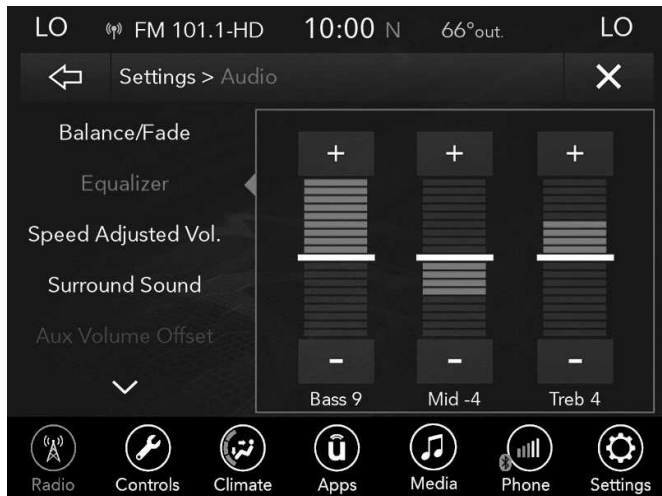 LO FM 101.1-HD 10:00 N 66°out. LO
Settings > Audio
Balance/Fade
Equalizer
Speed Adjusted Vol.
Surround Sound
Aux Volume Offset
+ + +
- - -
Bass 9 Mid -4 Treb 4
û
Radio Controls Climate Apps Media Phone Settings